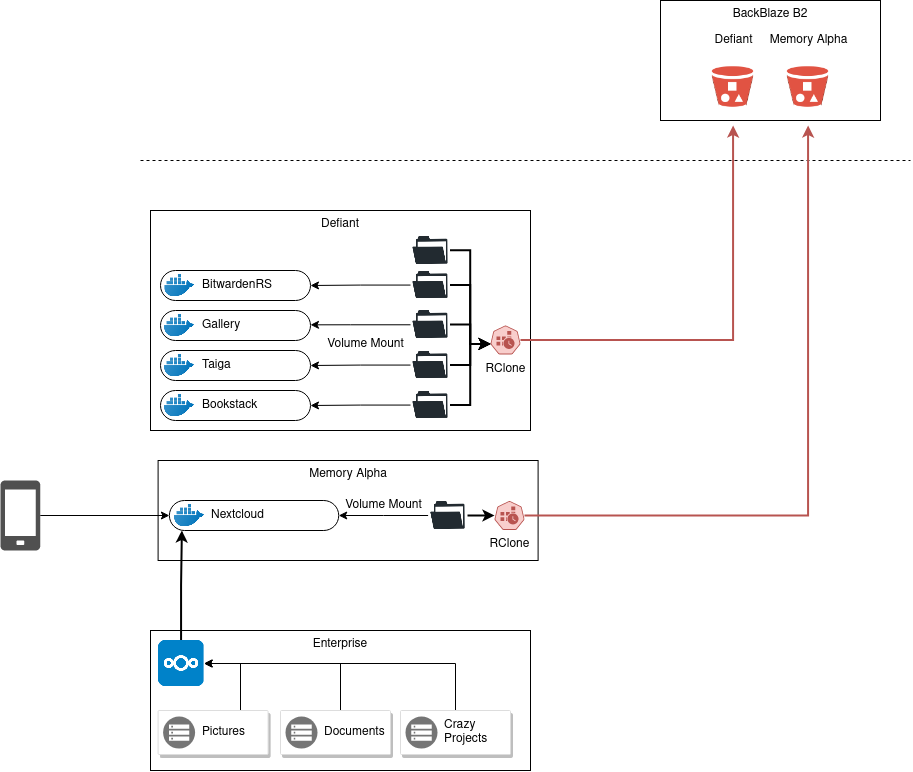 BackBlaze B2
Defiant
Memory Alpha
Defiant
BitwardenRS
Gallery
Volume Mount
Taiga
RClone
Bookstack
Memory Alpha
Volume Mount
Nextcloud
RClone
Enterprise
Pictures
Documents
Crazy
Projects